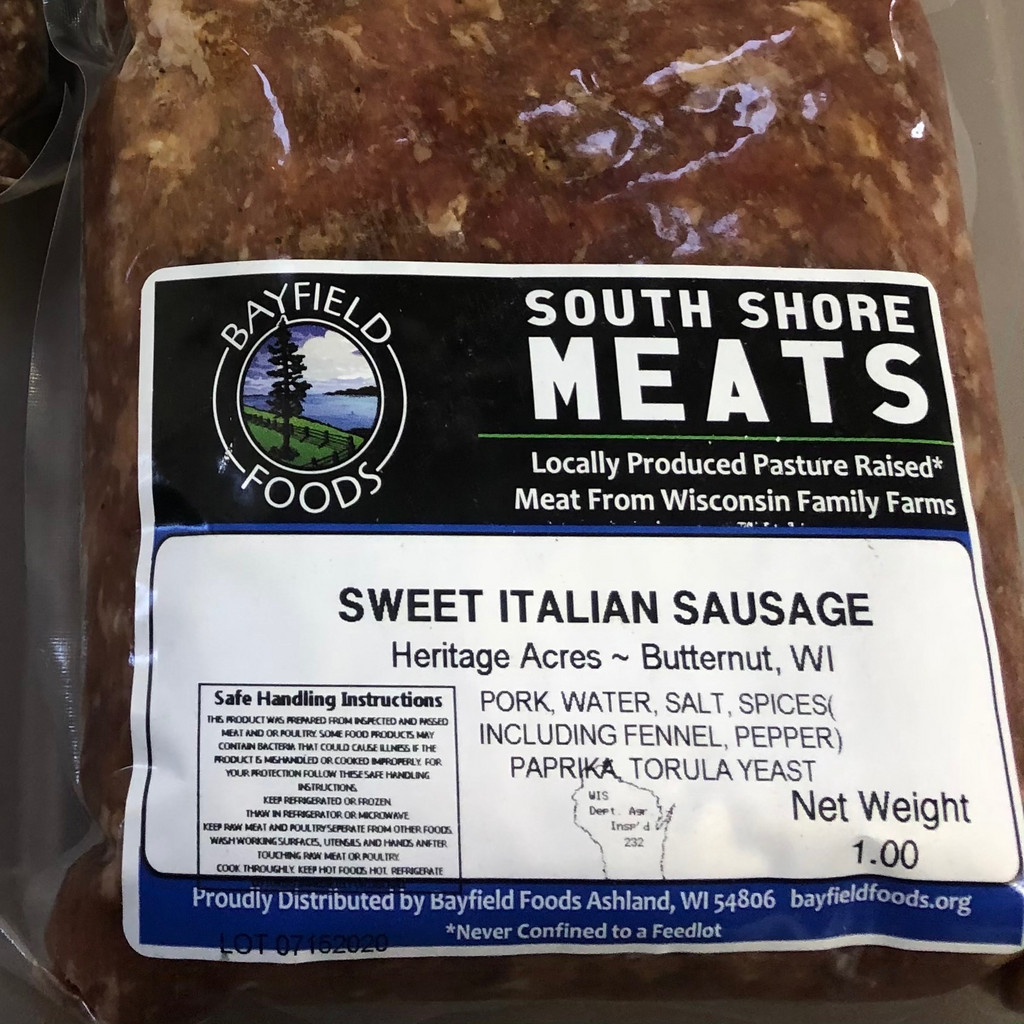 BAYFIELD
FOODS
SOUTH SHORE
MEATS
Locally Produced Pasture Raised*
Meat From Wisconsin Family Farms
SWEET ITALIAN SAUSAGE
Heritage Acres ~ Butternut, WI
PORK, WATER, SALT, SPICES(
INCLUDING FENNEL, PEPPER)
PAPRIKA, TORULA YEAST
Safe Handling Instructions
THIS PRODUCT WAS PREPARED FROM INSPECTED AND PASSED
MEAT AND OR POULTRY. SOME FOOD PRODUCTS MAY
CONTAIN BACTERIA THAT COULD CAUSE ILLNESS IF THE
PRODUCT IS MISHANDLED OR COOKED IMPROPERLY. FOR
YOUR PROTECTION FOLLOW THESE SAFE HANDLING
INSTRUCTIONS.
KEEP REFRIGERATED OR FROZEN.
THAW IN REFRIGERATOR OR MICROWAVE.
KEEP RAW MEAT AND POULTRY SEPERATE FROM OTHER FOODS.
WASH WORKING SURFACES, UTENSILS AND HANDS AFTER
TOUCHING RAW MEAT OR POULTRY.
COOK THROUGHLY. KEEP HOT FOODS HOT. REFRIGERATE
WIS
Dept. Agr
Insp'd
232
Net Weight
1.00
Proudly Distributed by Bayfield Foods Ashland, WI 54806 bayfieldfoods.org
*Never Confined to a Feedlot
LOT 07152020